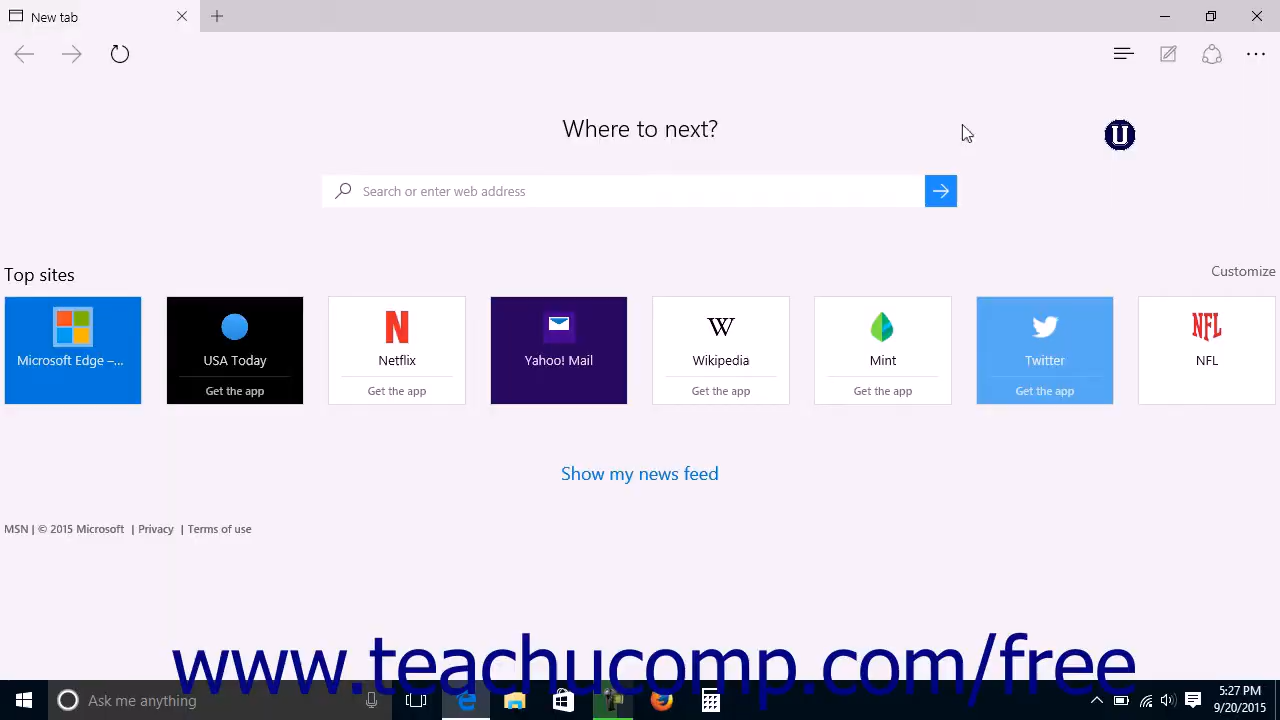 New tab
Where to next?
U
Search or enter web address
Top sites
Customize
Microsoft Edge –...
USA Today
Get the app
N
Netflix
Get the app
Yahoo! Mail
W
Wikipedia
Get the app
Mint
Get the app
Twitter
Get the app
NFL
NFL
Show my news feed
MSN | © 2015 Microsoft | Privacy | Terms of use
www.teachucomp.com/free
Ask me anything
5:27 PM
9/20/2015